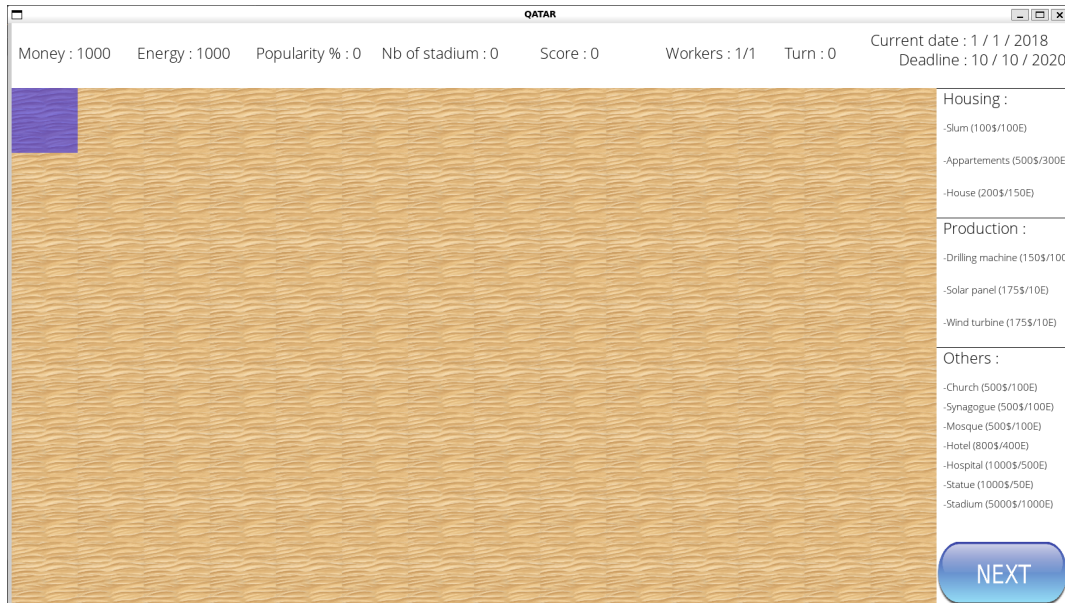 QATAR
Money : 1000 Energy : 1000 Popularity % : 0 Nb of stadium : 0 Score : 0 Workers : 1/1 Turn : 0 Current date : 1 / 1 / 2018
Deadline : 10 / 10 / 2020
Housing :
-Slum (100$/100E)
-Appartements (500$/300E
-House (200$/150E)
Production :
-Drilling machine (150$/100
-Solar panel (175$/10E)
-Wind turbine (175$/10E)
Others :
-Church (500$/100E)
-Synagogue (500$/100E)
-Mosque (500$/100E)
-Hotel (800$/400E)
-Hospital (1000$/500E)
-Statue (1000$/50E)
-Stadium (5000$/1000E)
NEXT